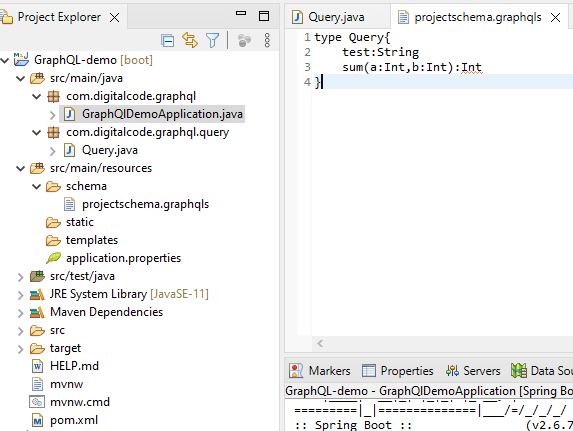 Project Explorer
GraphQL-demo [boot]
src/main/java
com.digitalcode.graphql
GraphQlDemoApplication.java
com.digitalcode.graphql.query
Query.java
src/main/resources
schema
projectschema.graphqls
static
templates
application.properties
src/test/java
JRE System Library [JavaSE-11]
Maven Dependencies
src
target
HELP.md
mvnw
mvnw.cmd
pom.xml
Query.java
projectschema.graphqls
1 type Query{
2 test:String
3 sum(a:Int,b:Int):Int
4 }
Markers
Properties
Servers
Data Sou
GraphQL-demo - GraphQlDemoApplication [Spring Bo
=========|_|==============|___/=/_/_/_/
:: Spring Boot :: (v2.6.7